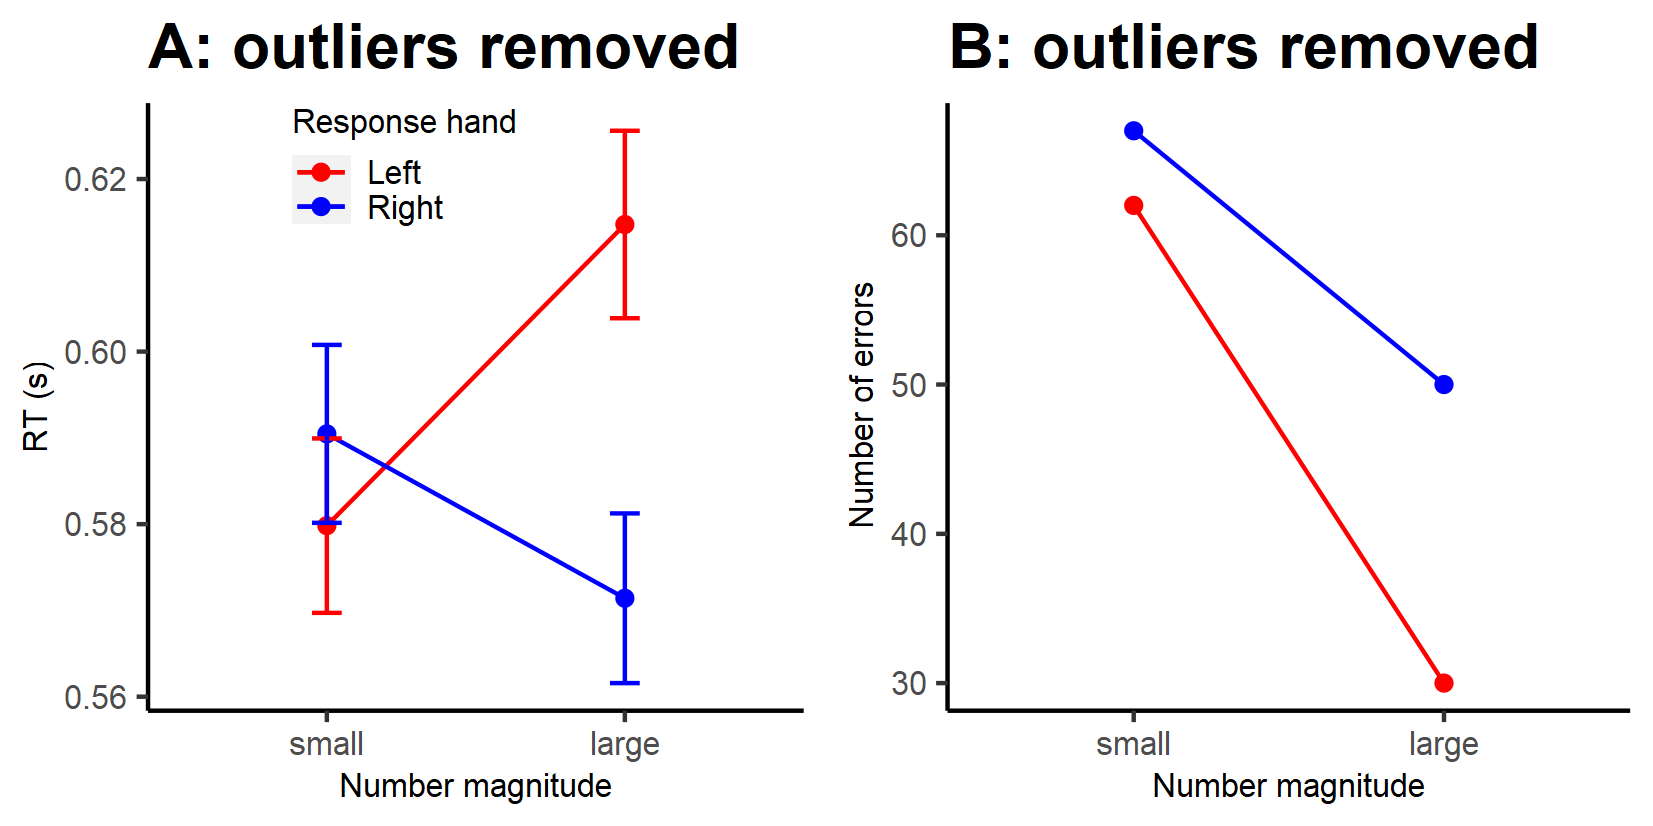 A: outliers removed
Response hand
Left
Right
0.62
0.60
0.58
0.56
RT (s)
small large
Number magnitude
B: outliers removed
60
50
40
30
Number of errors
small large
Number magnitude